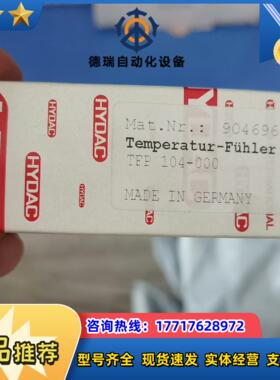 德瑞自动化设备
HYDAC
HYDAC
Mat.Nr.: 904696
Temperatur-Fühler
TFP 104-000
MADE IN GERMANY
咨询热线：17717628972
品推荐
型号齐全 现货速发 实体经营 支